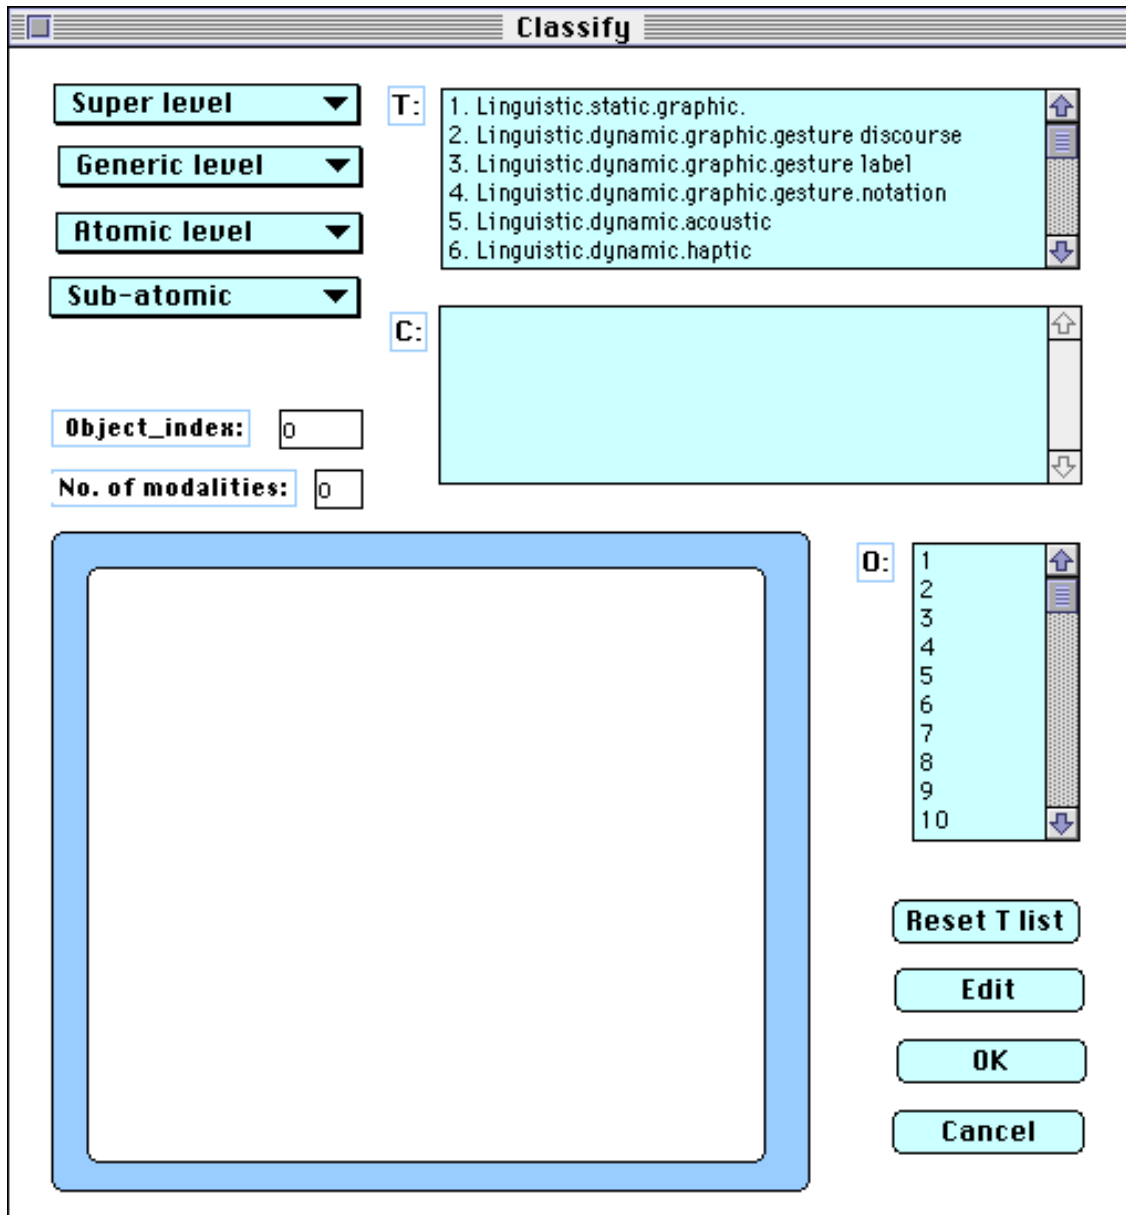 Classify
Super level
Generic level
Atomic level
Sub-atomic
T:
1. Linguistic.static.graphic.
2. Linguistic.dynamic.graphic.gesture discourse
3. Linguistic.dynamic.graphic.gesture label
4. Linguistic.dynamic.graphic.gesture.notation
5. Linguistic.dynamic.acoustic
6. Linguistic.dynamic.haptic
C:
Object_index: 0
No. of modalities: 0
O:
1
2
3
4
5
6
7
8
9
10
Reset T list
Edit
OK
Cancel